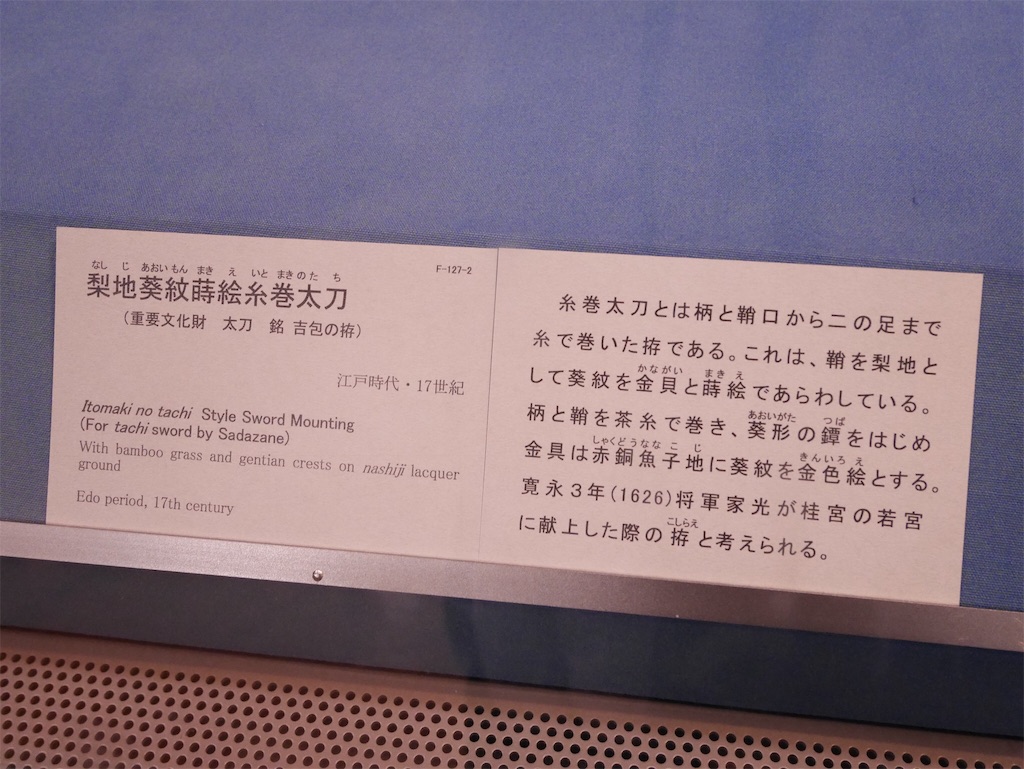 なし じ あおいもん まき え いと まきのたち
梨地葵紋蒔絵糸巻太刀
F-127-2
（重要文化財　太刀　銘 吉包の拵）
江戸時代・17世紀
Itomaki no tachi Style Sword Mounting
(For tachi sword by Sadazane)
With bamboo grass and gentian crests on nashiji lacquer
ground
Edo period, 17th century
糸巻太刀とは柄と鞘口から二の足まで
糸で巻いた拵である。これは、鞘を梨地と
かながい まき え
して葵紋を金貝と蒔絵であらわしている。
あおいがた つば
柄と鞘を茶糸で巻き、葵形の鐔をはじめ
しゃくどうなな こ じ きんいろ え
金具は赤銅魚子地に葵紋を金色絵とする。
寛永３年(1626)将軍家光が桂宮の若宮
こしらえ
に献上した際の拵と考えられる。